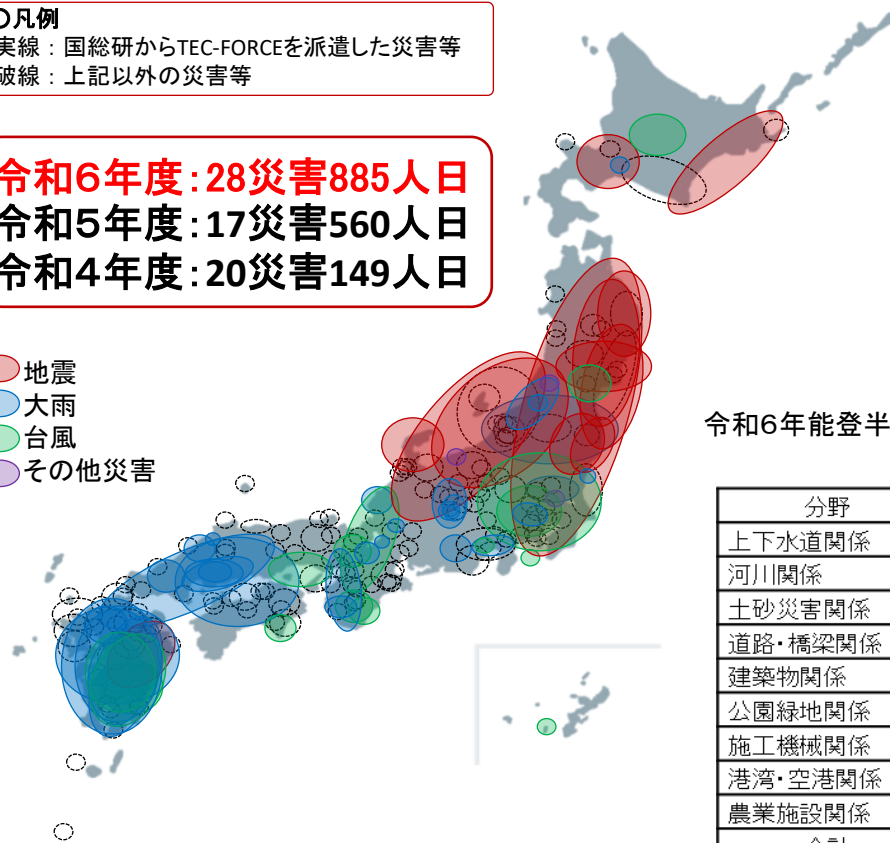 〇凡例
実線：国総研からTEC-FORCEを派遣した災害等
破線：上記以外の災害等
令和６年度：28災害885人日
令和５年度：17災害560人日
令和４年度：20災害149人日
地震
大雨
台風
その他災害
令和６年能登半
分野
上下水道関係
河川関係
土砂災害関係
道路・橋梁関係
建築物関係
公園緑地関係
施工機械関係
港湾・空港関係
農業施設関係